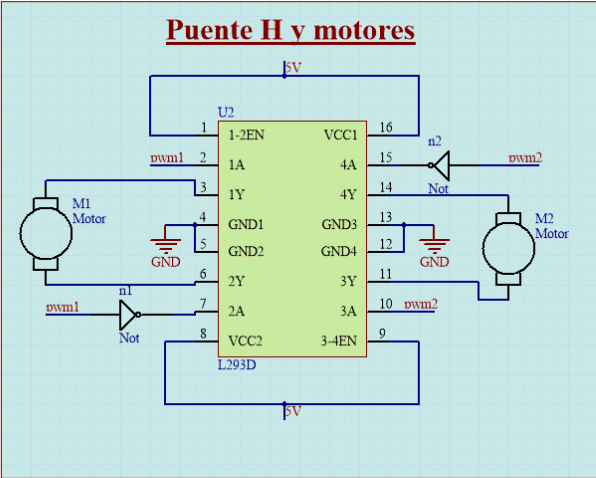 Puente H y motores
5V
U2
1 1-2EN VCC1 16
n2
pwm1 2 1A 4A 15 pwm2
Not
3 1Y 4Y 14
M1
Motor
M2
Motor
4 GND1 GND3 13
GND
5 GND2 GND4 12
GND
6 2Y 3Y 11
n1
pwm1 7 2A 3A 10 pwm2
Not
8 VCC2 3-4EN 9
L293D
5V